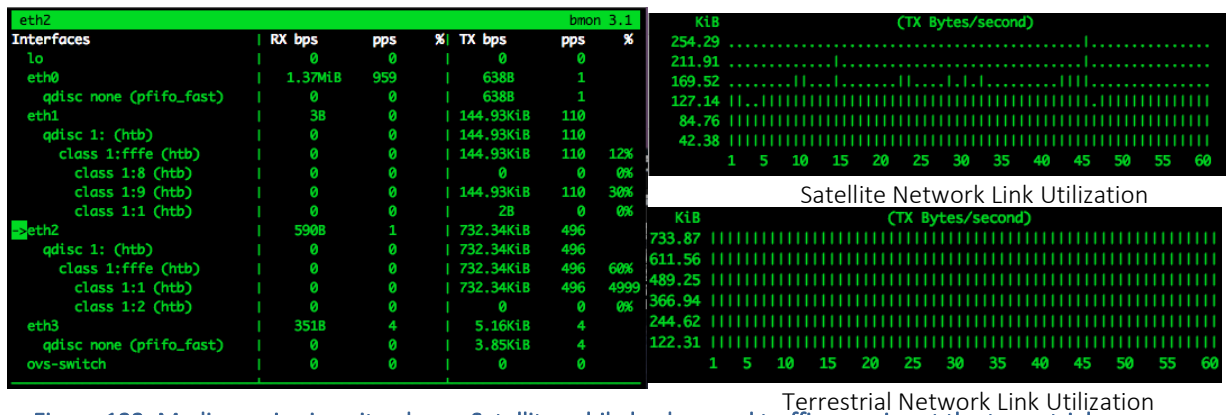 eth2 bmon 3.1
Interfaces | RX bps pps %| TX bps pps %
lo | 0 0 | 0 0
eth0 | 1.37MiB 959 | 638B 1
qdisc none (pfifo_fast) | 0 0 | 638B 1
eth1 | 3B 0 | 144.93KiB 110
qdisc 1: (htb) | 0 0 | 144.93KiB 110
class 1:fffe (htb) | 0 0 | 144.93KiB 110 12%
class 1:8 (htb) | 0 0 | 0 0 0%
class 1:9 (htb) | 0 0 | 144.93KiB 110 30%
class 1:1 (htb) | 0 0 | 2B 0 0%
->eth2 | 590B 1 | 732.34KiB 496
qdisc 1: (htb) | 0 0 | 732.34KiB 496
class 1:fffe (htb) | 0 0 | 732.34KiB 496 60%
class 1:1 (htb) | 0 0 | 732.34KiB 496 4999
class 1:2 (htb) | 0 0 | 0 0 0%
eth3 | 351B 4 | 5.16KiB 4
qdisc none (pfifo_fast) | 0 0 | 3.85KiB 4
ovs-switch | 0 0 | 0 0
KiB (TX Bytes/second)
254.29
211.91
169.52
127.14
84.76
42.38
1 5 10 15 20 25 30 35 40 45 50 55 60
Satellite Network Link Utilization
KiB (TX Bytes/second)
733.87
611.56
489.25
366.94
244.62
122.31
1 5 10 15 20 25 30 35 40 45 50 55 60
Terrestrial Network Link Utilization